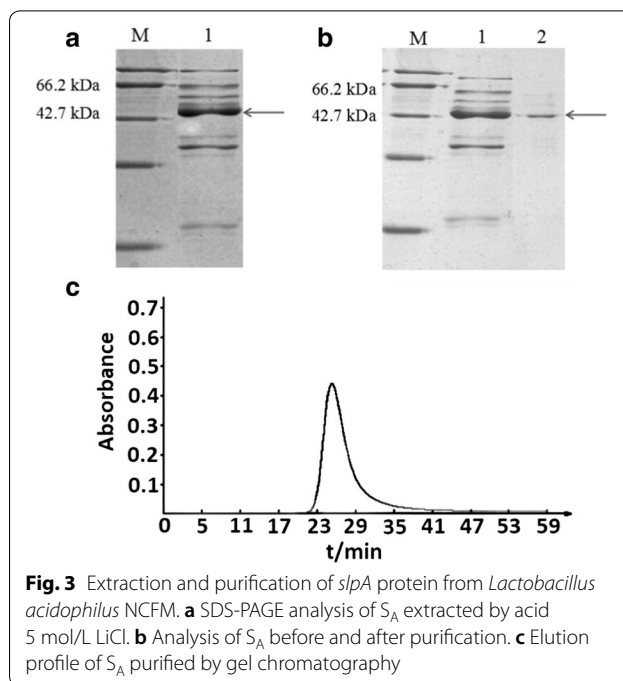 a
M 1
66.2 kDa
42.7 kDa
b
M 1 2
66.2 kDa
42.7 kDa
c
Absorbance
0.7
0.6
0.5
0.4
0.3
0.2
0.1
0 5 11 17 23 29 35 41 47 53 59
t/min
Fig. 3 Extraction and purification of slpA protein from Lactobacillus
acidophilus NCFM. a SDS-PAGE analysis of S_A extracted by acid
5 mol/L LiCl. b Analysis of S_A before and after purification. c Elution
profile of S_A purified by gel chromatography